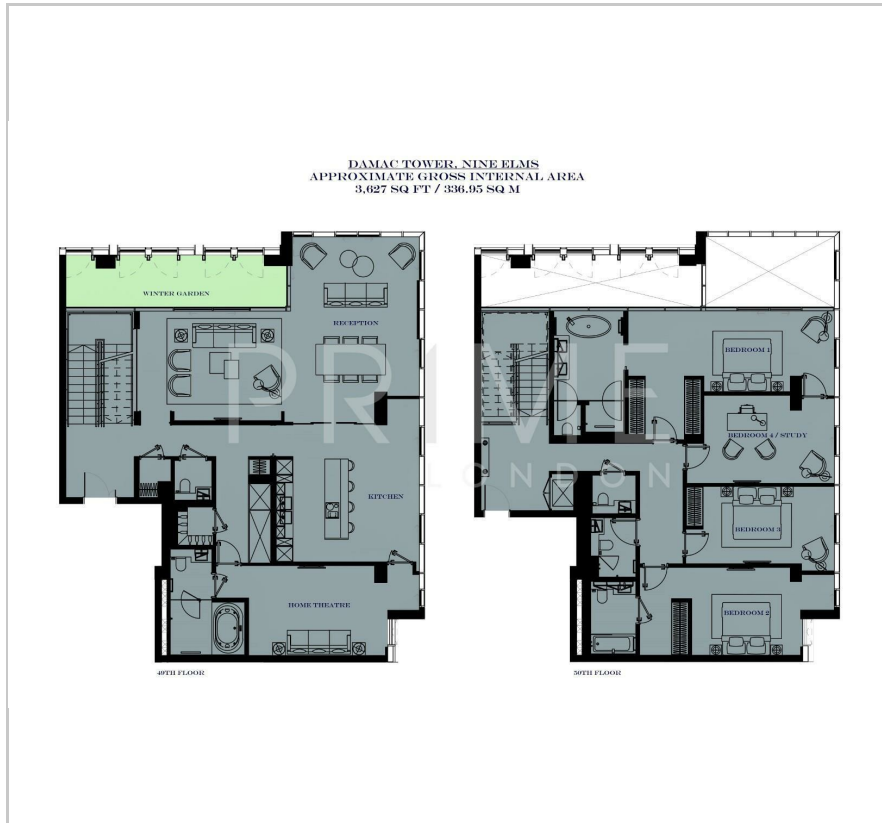 DAMAC TOWER, NINE ELMS
APPROXIMATE GROSS INTERNAL AREA
3,627 SQ FT / 336.95 SQ M
WINTER GARDEN
RECEPTION
KITCHEN
HOME THEATRE
49TH FLOOR
BEDROOM 1
BEDROOM 4 / STUDY
BEDROOM 3
BEDROOM 2
50TH FLOOR
PRIME
LONDON